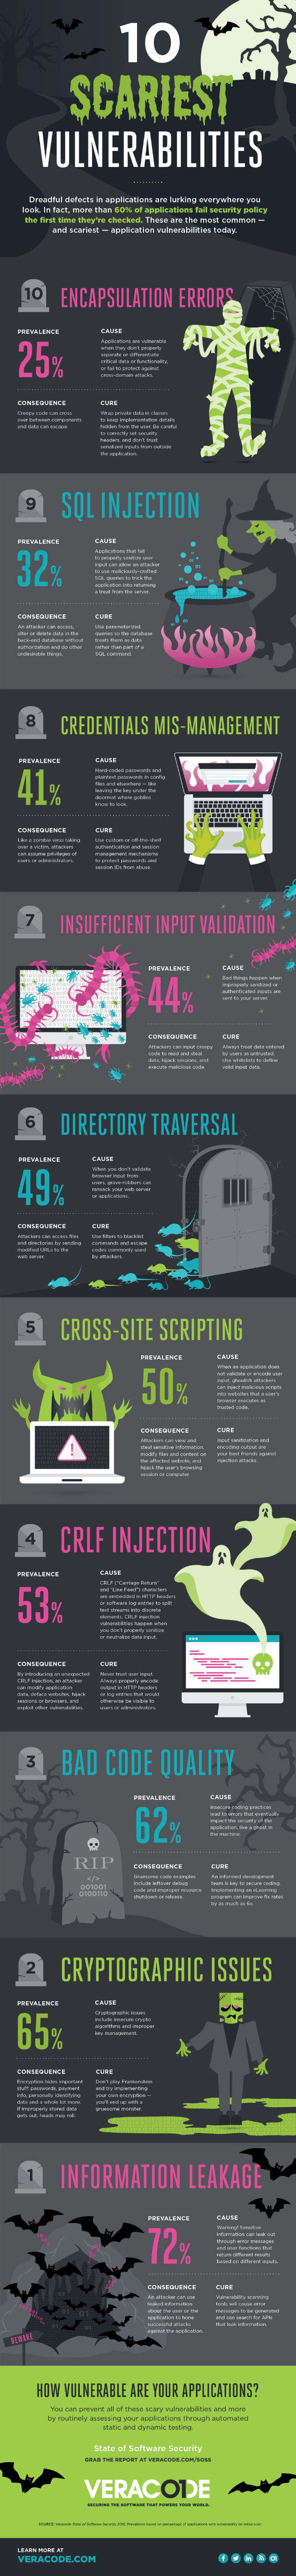 10
SCARIEST
VULNERABILITIES
Dreadful defects in applications are lurking everywhere you
look. In fact, more than 60% of applications fail security policy
the first time they're checked. These are the most common —
and scariest — application vulnerabilities today.
10
ENCAPSULATION ERRORS
PREVALENCE
25%
CAUSE
Applications are vulnerable
when they don't properly
separate or differentiate
critical data or functionality,
or fail to protect against
cross-domain attacks.
CONSEQUENCE
Creepy code can cross
over between components
and data can escape.
CURE
Wrap private data in classes
to keep implementation details
hidden from the user. Be careful
to correctly set security
headers, and don't trust
serialized inputs from outside
the application.
9
SQL INJECTION
PREVALENCE
32%
CAUSE
Applications that fail
to properly sanitize user
input can allow an attacker
to use maliciously-crafted
SQL queries to trick the
application into returning
a treat from the server.
CONSEQUENCE
An attacker can access,
alter or delete data in the
back-end database without
authorization and do other
undesirable things.
CURE
Use parameterized
queries so the database
treats them as data
rather than part of a
SQL command.
8
CREDENTIALS MIS-MANAGEMENT
PREVALENCE
41%
CAUSE
Hard-coded passwords and
plaintext passwords in config
files and elsewhere — like
leaving the key under the
doormat where goblins
know to look.
CONSEQUENCE
Like a zombie virus taking
over a victim, attackers
can assume privileges of
users or administrators.
CURE
Use custom or off-the-shelf
authentication and session
management mechanisms
to protect passwords and
session IDs from abuse.
7
INSUFFICIENT INPUT VALIDATION
PREVALENCE
44%
CAUSE
Bad things happen when
improperly controlled or
authenticated inputs are
sent to your server.
CONSEQUENCE
Attackers can input creepy
code to read and steal
data, hijack sessions, and
execute malicious code.
CURE
Always treat data entered
by users as untrusted.
Use whitelists to define
valid input data.
6
DIRECTORY TRAVERSAL
PREVALENCE
49%
CAUSE
When you don't validate
browser input from
users, grave-robbers can
ransack your web server
or applications.
CONSEQUENCE
Attackers can access files
and directories by sending
modified URLs to the
web server.
CURE
Use filters to blacklist
commands and escape
codes commonly used
by attackers.
5
CROSS-SITE SCRIPTING
PREVALENCE
50%
CAUSE
When an application does
not validate or encode user
input, ghoulish attackers
can inject malicious scripts
into websites that a user's
browser executes as
trusted code.
CONSEQUENCE
Attackers can view and
steal sensitive information,
modify files and content on
the affected website, and
hijack the user's browsing
session or computer.
CURE
Input sanitization and
encoding output are
your best friends against
injection attacks.
4
CRLF INJECTION
PREVALENCE
53%
CAUSE
CRLF ("Carriage Return"
and "Line Feed") characters
are embedded in HTTP headers
or software log entries to split
text streams into discrete
elements. CRLF injection
vulnerabilities happen when
you don't properly sanitize
or neutralize data input.
CONSEQUENCE
By introducing an unexpected
CRLF injection, an attacker
can modify application
data, deface websites, hijack
sessions or browsers, and
exploit other vulnerabilities.
CURE
Never trust user input.
Always properly encode
output in HTTP headers
or log entries that would
otherwise be visible to
users or administrators.
3
BAD CODE QUALITY
PREVALENCE
62%
CAUSE
Insecure coding practices
lead to errors that eventually
impact the security of the
application, like a ghost in
the machine.
RIP
</>
001001
0100110
CONSEQUENCE
Gruesome code examples
include leftover debug
code and improper resource
shutdown or release.
CURE
An informed development
team is key to secure coding.
Implementing an eLearning
program can improve fix rates
by as much as 6x.
2
CRYPTOGRAPHIC ISSUES
PREVALENCE
65%
CAUSE
Cryptographic issues
include insecure crypto
algorithms and improper
key management.
CONSEQUENCE
Encryption hides important
stuff: passwords, payment
info, personally identifying
data and a whole lot more.
If improperly stored data
gets out, heads may roll.
CURE
Don't play Frankenstein
and try implementing
your own encryption —
you'll end up with a
gruesome monster.
1
INFORMATION LEAKAGE
PREVALENCE
72%
CAUSE
Warning! Sensitive
information can leak out
through error messages
and user functions that
return different results
based on different inputs.
CONSEQUENCE
An attacker can use
leaked information
about the user or the
application to hone
successful attacks
against the application.
CURE
Vulnerability scanning
tools will cause error
messages to be generated
and can search for APIs
that leak information.
BEWARE
HOW VULNERABLE ARE YOUR APPLICATIONS?
You can prevent all of these scary vulnerabilities and more
by routinely assessing your applications through automated
static and dynamic testing.
State of Software Security
GRAB THE REPORT AT VERACODE.COM/SOSS
VERACODE
SECURING THE SOFTWARE THAT POWERS YOUR WORLD.
LEARN MORE AT
VERACODE.COM